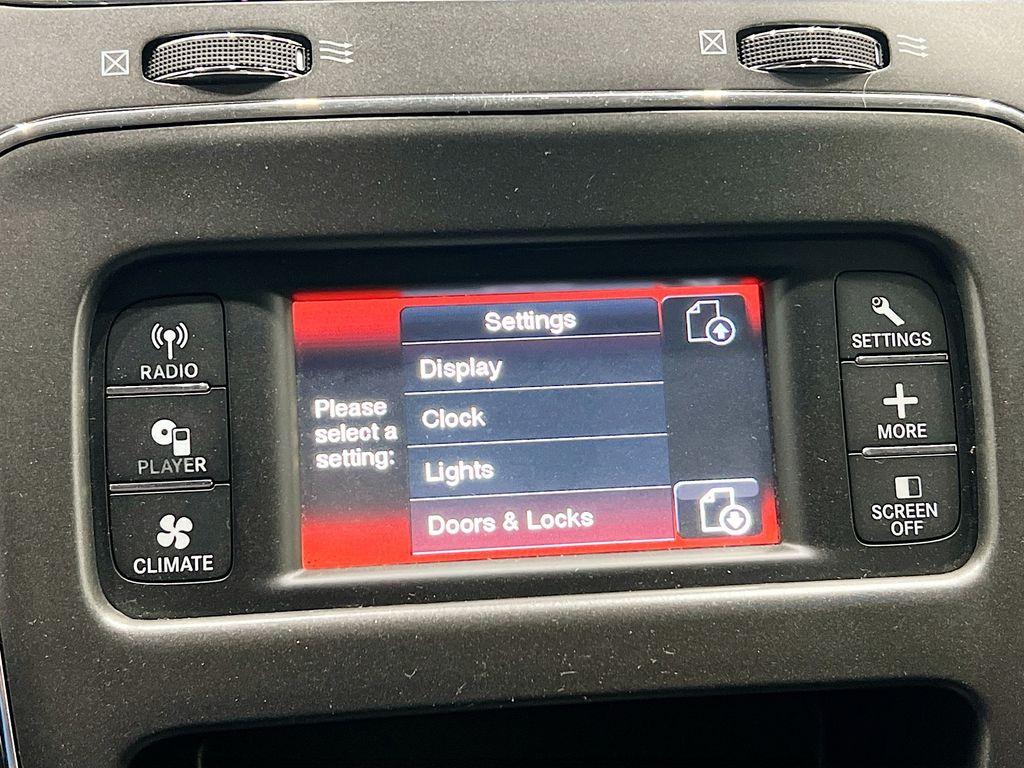 RADIO
PLAYER
CLIMATE
Settings
Please
select a
setting:
Display
Clock
Lights
Doors & Locks
SETTINGS
MORE
SCREEN
OFF